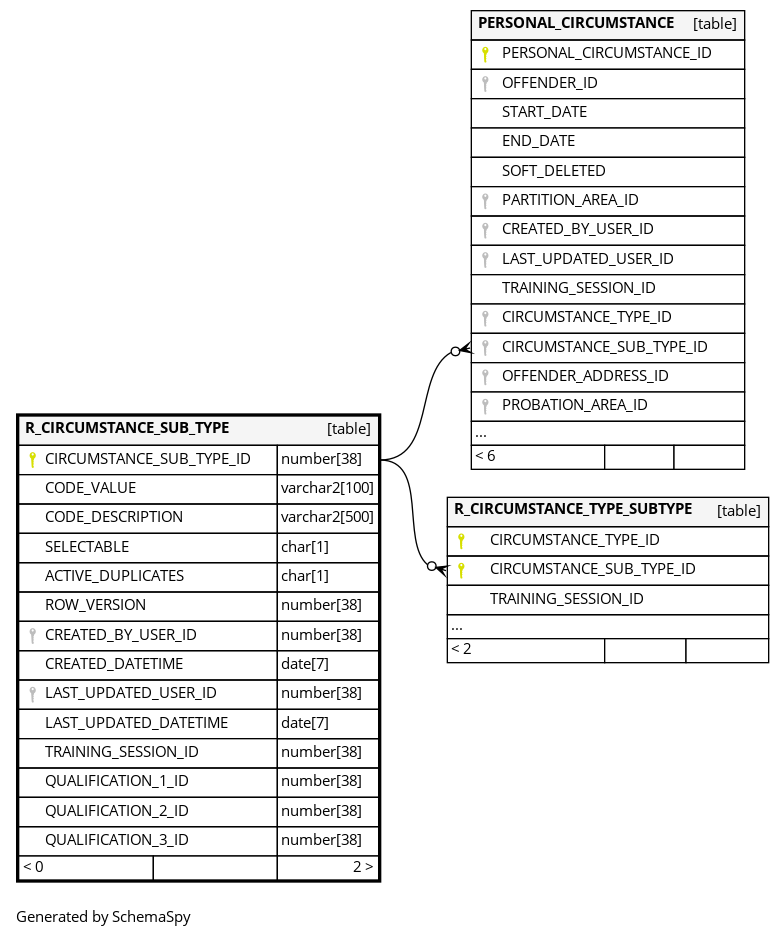 PERSONAL_CIRCUMSTANCE [table]
PERSONAL_CIRCUMSTANCE_ID
OFFENDER_ID
START_DATE
END_DATE
SOFT_DELETED
PARTITION_AREA_ID
CREATED_BY_USER_ID
LAST_UPDATED_USER_ID
TRAINING_SESSION_ID
CIRCUMSTANCE_TYPE_ID
CIRCUMSTANCE_SUB_TYPE_ID
OFFENDER_ADDRESS_ID
PROBATION_AREA_ID
...
< 6
R_CIRCUMSTANCE_SUB_TYPE [table]
CIRCUMSTANCE_SUB_TYPE_ID number[38]
CODE_VALUE varchar2[100]
CODE_DESCRIPTION varchar2[500]
SELECTABLE char[1]
ACTIVE_DUPLICATES char[1]
ROW_VERSION number[38]
CREATED_BY_USER_ID number[38]
CREATED_DATETIME date[7]
LAST_UPDATED_USER_ID number[38]
LAST_UPDATED_DATETIME date[7]
TRAINING_SESSION_ID number[38]
QUALIFICATION_1_ID number[38]
QUALIFICATION_2_ID number[38]
QUALIFICATION_3_ID number[38]
< 0 2 >
R_CIRCUMSTANCE_TYPE_SUBTYPE [table]
CIRCUMSTANCE_TYPE_ID
CIRCUMSTANCE_SUB_TYPE_ID
TRAINING_SESSION_ID
...
< 2
Generated by SchemaSpy